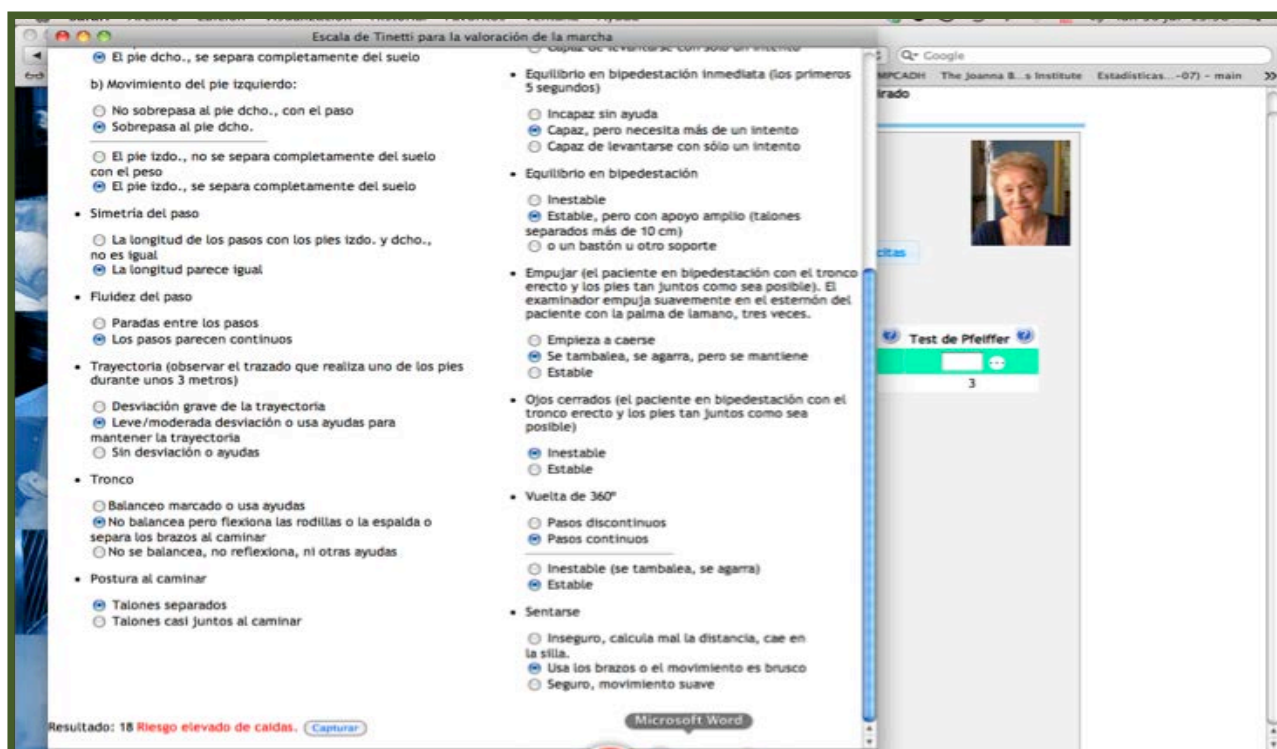 Escala de Tinetti para la valoración de la marcha
El pie dcho., se separa completamente del suelo
b) Movimiento del pie izquierdo:
No sobrepasa al pie dcho., con el paso
Sobrepasa al pie dcho.
El pie izdo., no se separa completamente del suelo
con el peso
El pie izdo., se separa completamente del suelo
• Simetría del paso
La longitud de los pasos con los pies izdo. y dcho.,
no es igual
La longitud parece igual
• Fluidez del paso
Paradas entre los pasos
Los pasos parecen continuos
• Trayectoria (observar el trazado que realiza uno de los pies
durante unos 3 metros)
Desviación grave de la trayectoria
Leve/moderada desviación o usa ayudas para
mantener la trayectoria
Sin desviación o ayudas
• Tronco
Balanceo marcado o usa ayudas
No balancea pero flexiona las rodillas o la espalda o
separa los brazos al caminar
No se balancea, no reflexiona, ni otras ayudas
• Postura al caminar
Talones separados
Talones casi juntos al caminar
Resultado: 18 Riesgo elevado de caídas. Capturar
Capaz de levantarse con sólo un intento
• Equilibrio en bipedestación inmediata (los primeros
5 segundos)
Incapaz sin ayuda
Capaz, pero necesita más de un intento
Capaz de levantarse con sólo un intento
• Equilibrio en bipedestación
Inestable
Estable, pero con apoyo amplio (talones
separados más de 10 cm)
o un bastón u otro soporte
• Empujar (el paciente en bipedestación con el tronco
erecto y los pies tan juntos como sea posible). El
examinador empuja suavemente en el esternón del
paciente con la palma de lamano, tres veces.
Empieza a caerse
Se tambalea, se agarra, pero se mantiene
Estable
• Ojos cerrados (el paciente en bipedestación con el
tronco erecto y los pies tan juntos como sea
posible)
Inestable
Estable
• Vuelta de 360º
Pasos discontinuos
Pasos continuos
Inestable (se tambalea, se agarra)
Estable
• Sentarse
Inseguro, calcula mal la distancia, cae en
la silla.
Usa los brazos o el movimiento es brusco
Seguro, movimiento suave
Microsoft Word
Google
MPCADH The Joanna B...s Institute Estadísticas...-07) - main
irado
citas
Test de Pfeiffer
3